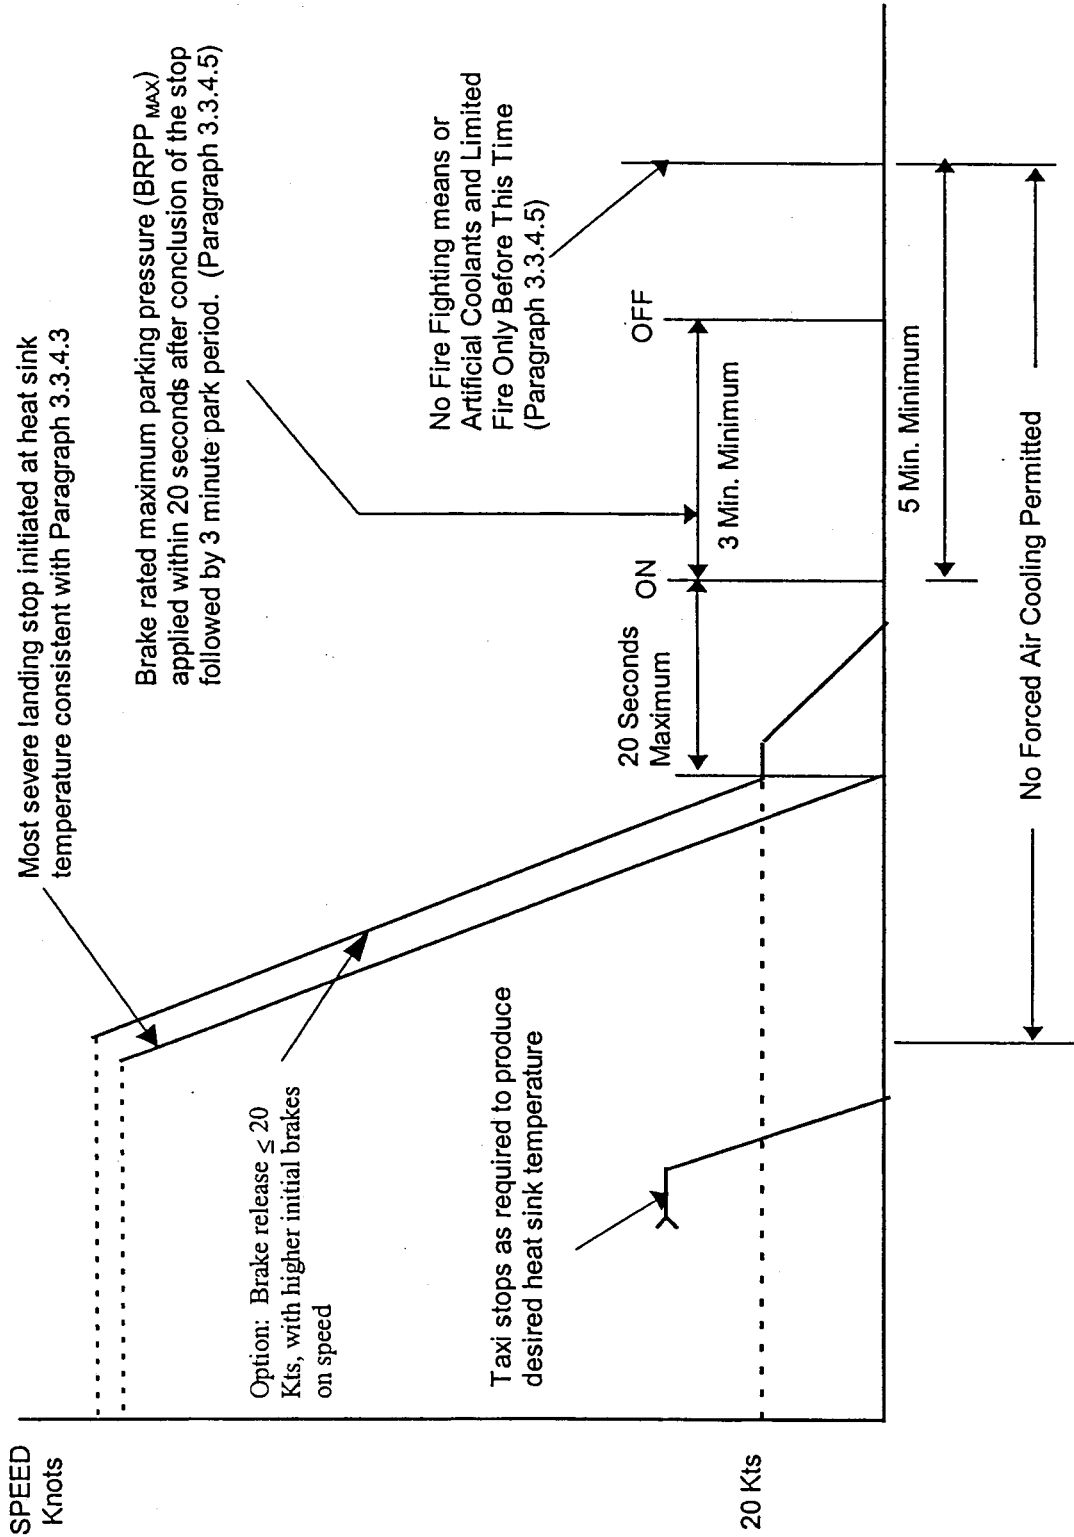 SPEED
Knots
Most severe landing stop initiated at heat sink
temperature consistent with Paragraph 3.3.4.3
Brake rated maximum parking pressure (BRPP MAX)
applied within 20 seconds after conclusion of the stop
followed by 3 minute park period. (Paragraph 3.3.4.5)
Option: Brake release ≤ 20
Kts, with higher initial brakes
on speed
No Fire Fighting means or
Artificial Coolants and Limited
Fire Only Before This Time
(Paragraph 3.3.4.5)
Taxi stops as required to produce
desired heat sink temperature
20 Seconds
Maximum
ON
OFF
3 Min. Minimum
20 Kts
5 Min. Minimum
No Forced Air Cooling Permitted